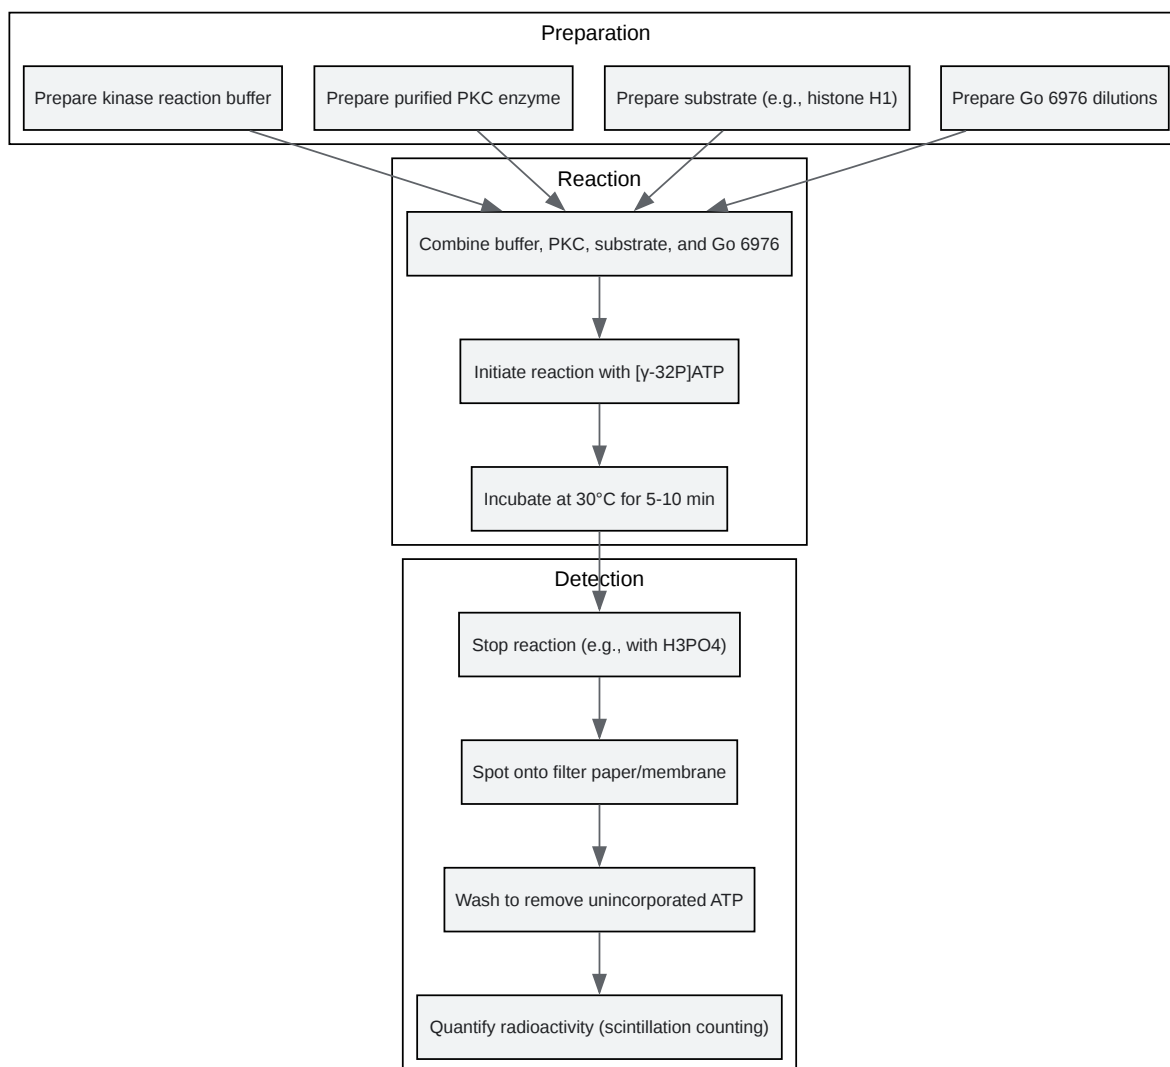 Preparation
Prepare kinase reaction buffer
Prepare purified PKC enzyme
Prepare substrate (e.g., histone H1)
Prepare Go 6976 dilutions
Reaction
Combine buffer, PKC, substrate, and Go 6976
Initiate reaction with [γ-32P]ATP
Incubate at 30°C for 5-10 min
Detection
Stop reaction (e.g., with H3PO4)
Spot onto filter paper/membrane
Wash to remove unincorporated ATP
Quantify radioactivity (scintillation counting)